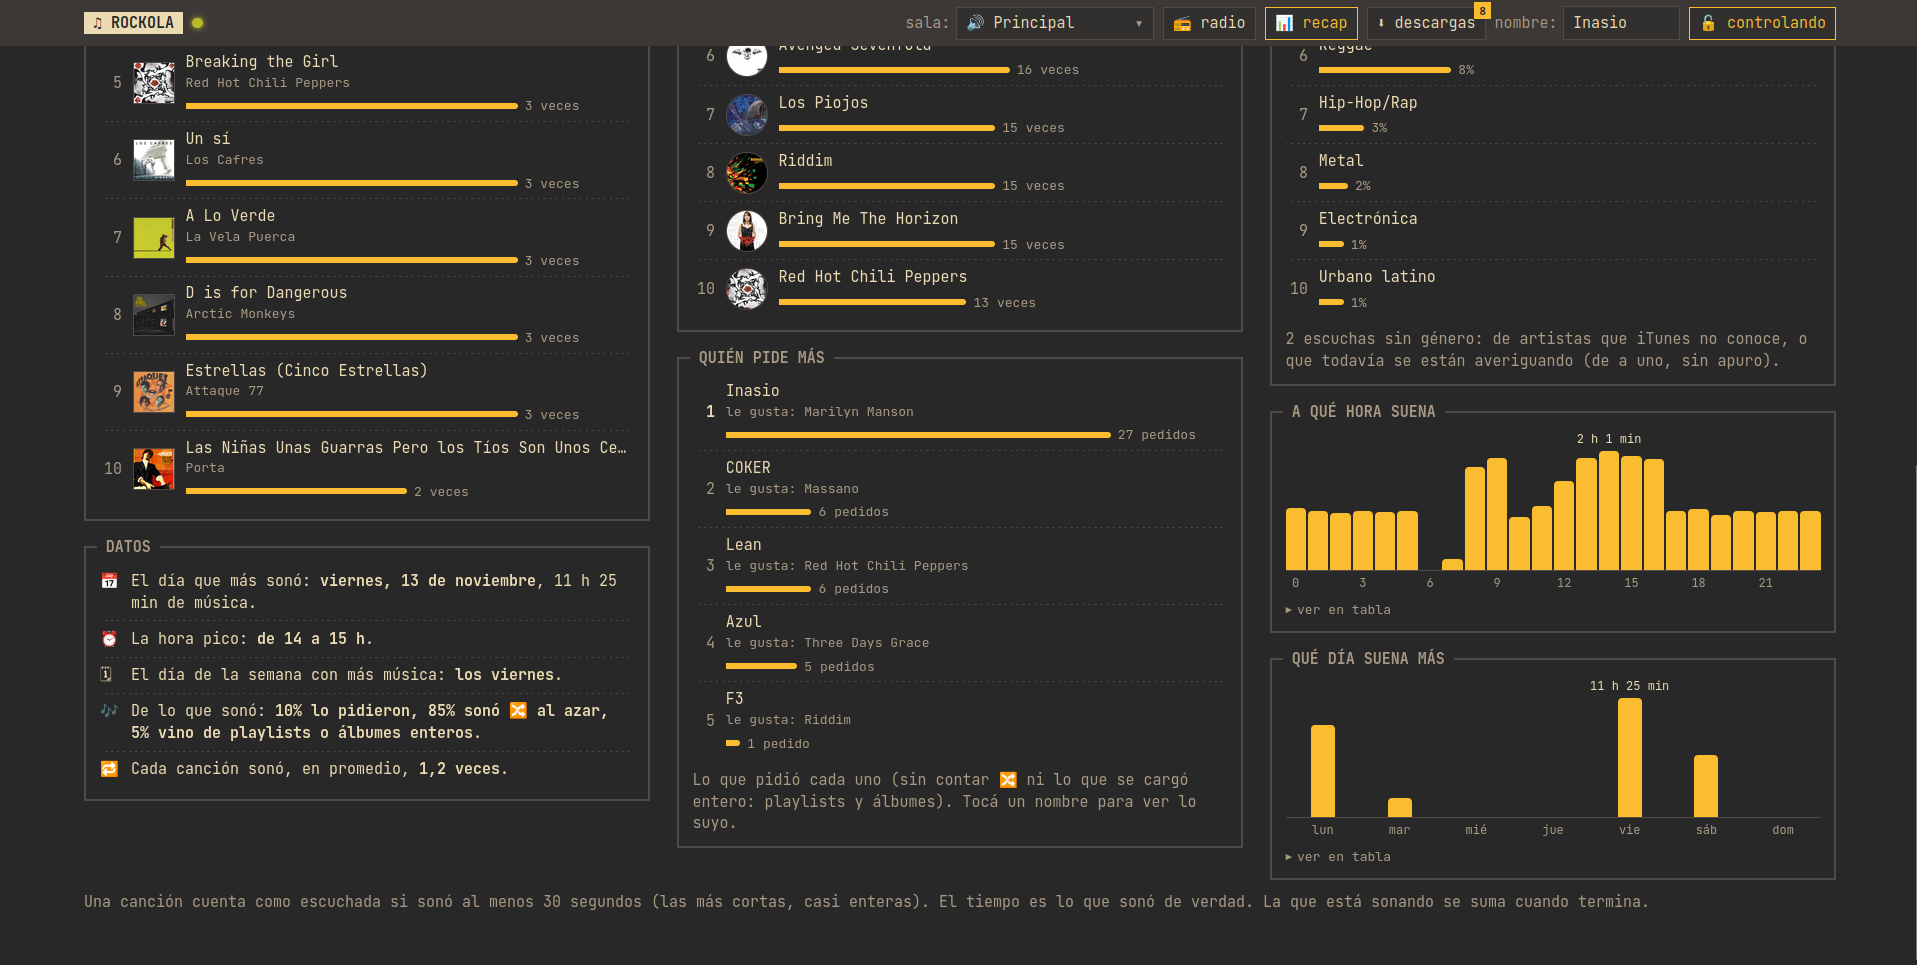 ♫ ROCKOLA
sala: 🔊 Principal ▾ 📻 radio 📊 recap ⬇ descargas 8 nombre: Inasio 🔓 controlando
5 Breaking the Girl
Red Hot Chili Peppers
3 veces
6 Un sí
Los Cafres
3 veces
7 A Lo Verde
La Vela Puerca
3 veces
8 D is for Dangerous
Arctic Monkeys
3 veces
9 Estrellas (Cinco Estrellas)
Attaque 77
3 veces
10 Las Niñas Unas Guarras Pero los Tíos Son Unos Ce…
Porta
2 veces
DATOS
📅 El día que más sonó: viernes, 13 de noviembre, 11 h 25
min de música.
⏰ La hora pico: de 14 a 15 h.
🗓 El día de la semana con más música: los viernes.
🎶 De lo que sonó: 10% lo pidieron, 85% sonó 🔀 al azar,
5% vino de playlists o álbumes enteros.
🔁 Cada canción sonó, en promedio, 1,2 veces.
6 Avenged Sevenfold
16 veces
7 Los Piojos
15 veces
8 Riddim
15 veces
9 Bring Me The Horizon
15 veces
10 Red Hot Chili Peppers
13 veces
QUIÉN PIDE MÁS
Inasio
1 le gusta: Marilyn Manson
27 pedidos
COKER
2 le gusta: Massano
6 pedidos
Lean
3 le gusta: Red Hot Chili Peppers
6 pedidos
Azul
4 le gusta: Three Days Grace
5 pedidos
F3
5 le gusta: Riddim
1 pedido
Lo que pidió cada uno (sin contar 🔀 ni lo que se cargó
entero: playlists y álbumes). Tocá un nombre para ver lo
suyo.
6 Reggae
8%
7 Hip-Hop/Rap
3%
8 Metal
2%
9 Electrónica
1%
10 Urbano latino
1%
2 escuchas sin género: de artistas que iTunes no conoce, o
que todavía se están averiguando (de a uno, sin apuro).
A QUÉ HORA SUENA
2 h 1 min
0 3 6 9 12 15 18 21
▸ ver en tabla
QUÉ DÍA SUENA MÁS
11 h 25 min
lun mar mié jue vie sáb dom
▸ ver en tabla
Una canción cuenta como escuchada si sonó al menos 30 segundos (las más cortas, casi enteras). El tiempo es lo que sonó de verdad. La que está sonando se suma cuando termina.